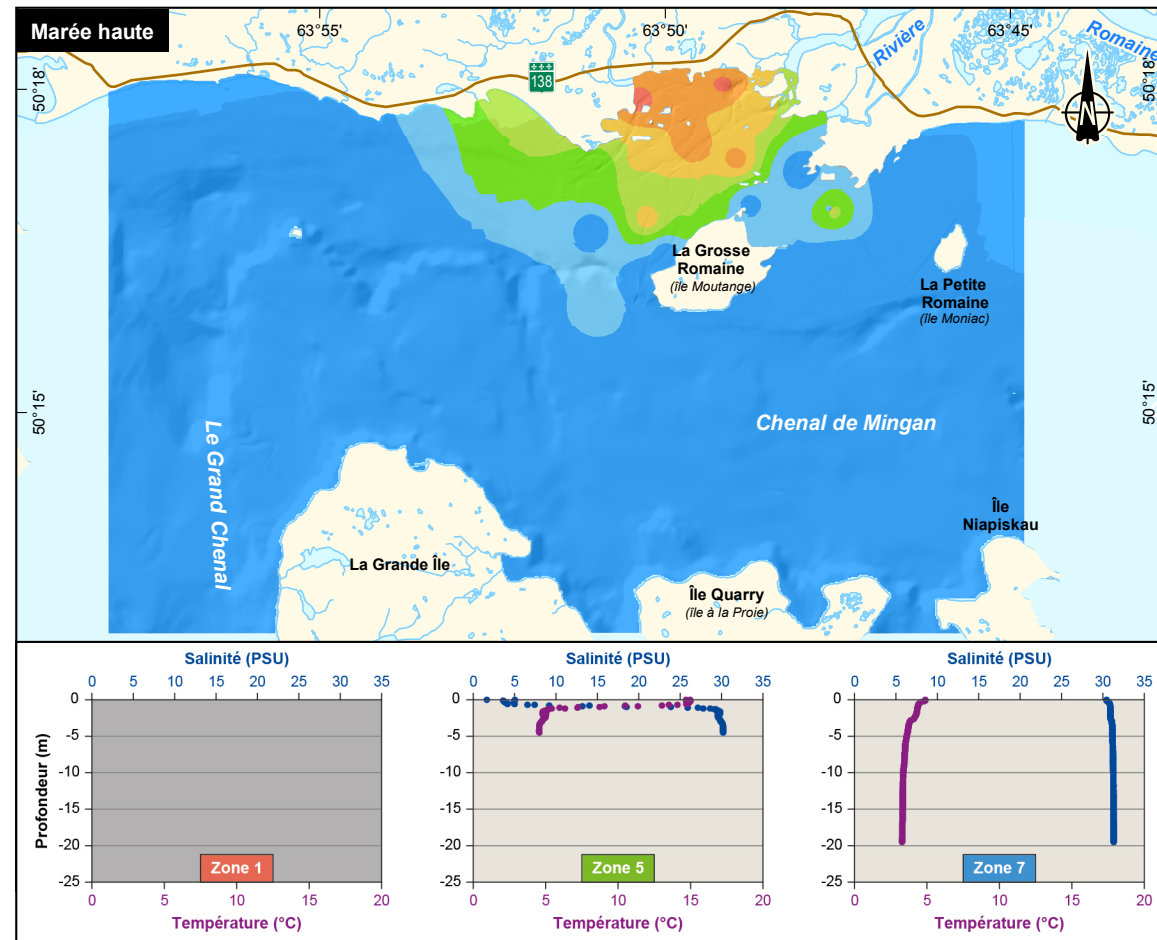 Marée haute
63°55'
63°50'
63°45'
50°18'
50°18'
138
Rivière
Romaine
N
La Grosse
Romaine
(île Moutange)
La Petite
Romaine
(île Moniac)
50°15'
50°15'
Chenal de Mingan
Le Grand Chenal
Île
Niapiskau
La Grande Île
Île Quarry
(île à la Proie)
Salinité (PSU)
0 5 10 15 20 25 30 35
Profondeur (m)
0
-5
-10
-15
-20
-25
Zone 1
0 5 10 15 20
Température (°C)
Salinité (PSU)
0 5 10 15 20 25 30 35
0
-5
-10
-15
-20
-25
Zone 5
0 5 10 15 20
Température (°C)
Salinité (PSU)
0 5 10 15 20 25 30 35
0
-5
-10
-15
-20
-25
Zone 7
0 5 10 15 20
Température (°C)